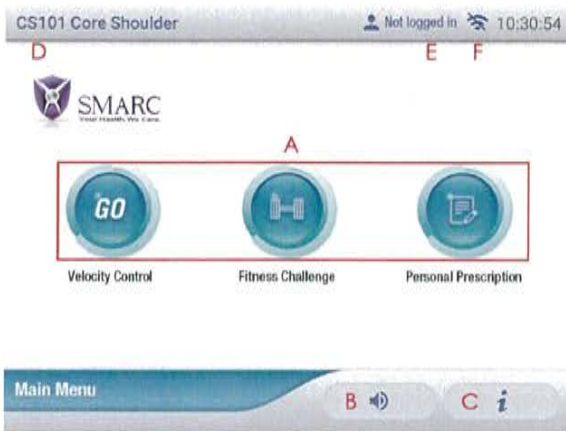 CS101 Core Shoulder Not logged in 10:30:54
D E F
SMARC
Your Health, We Care.
A
GO
Velocity Control Fitness Challenge Personal Prescription
Main Menu B C i